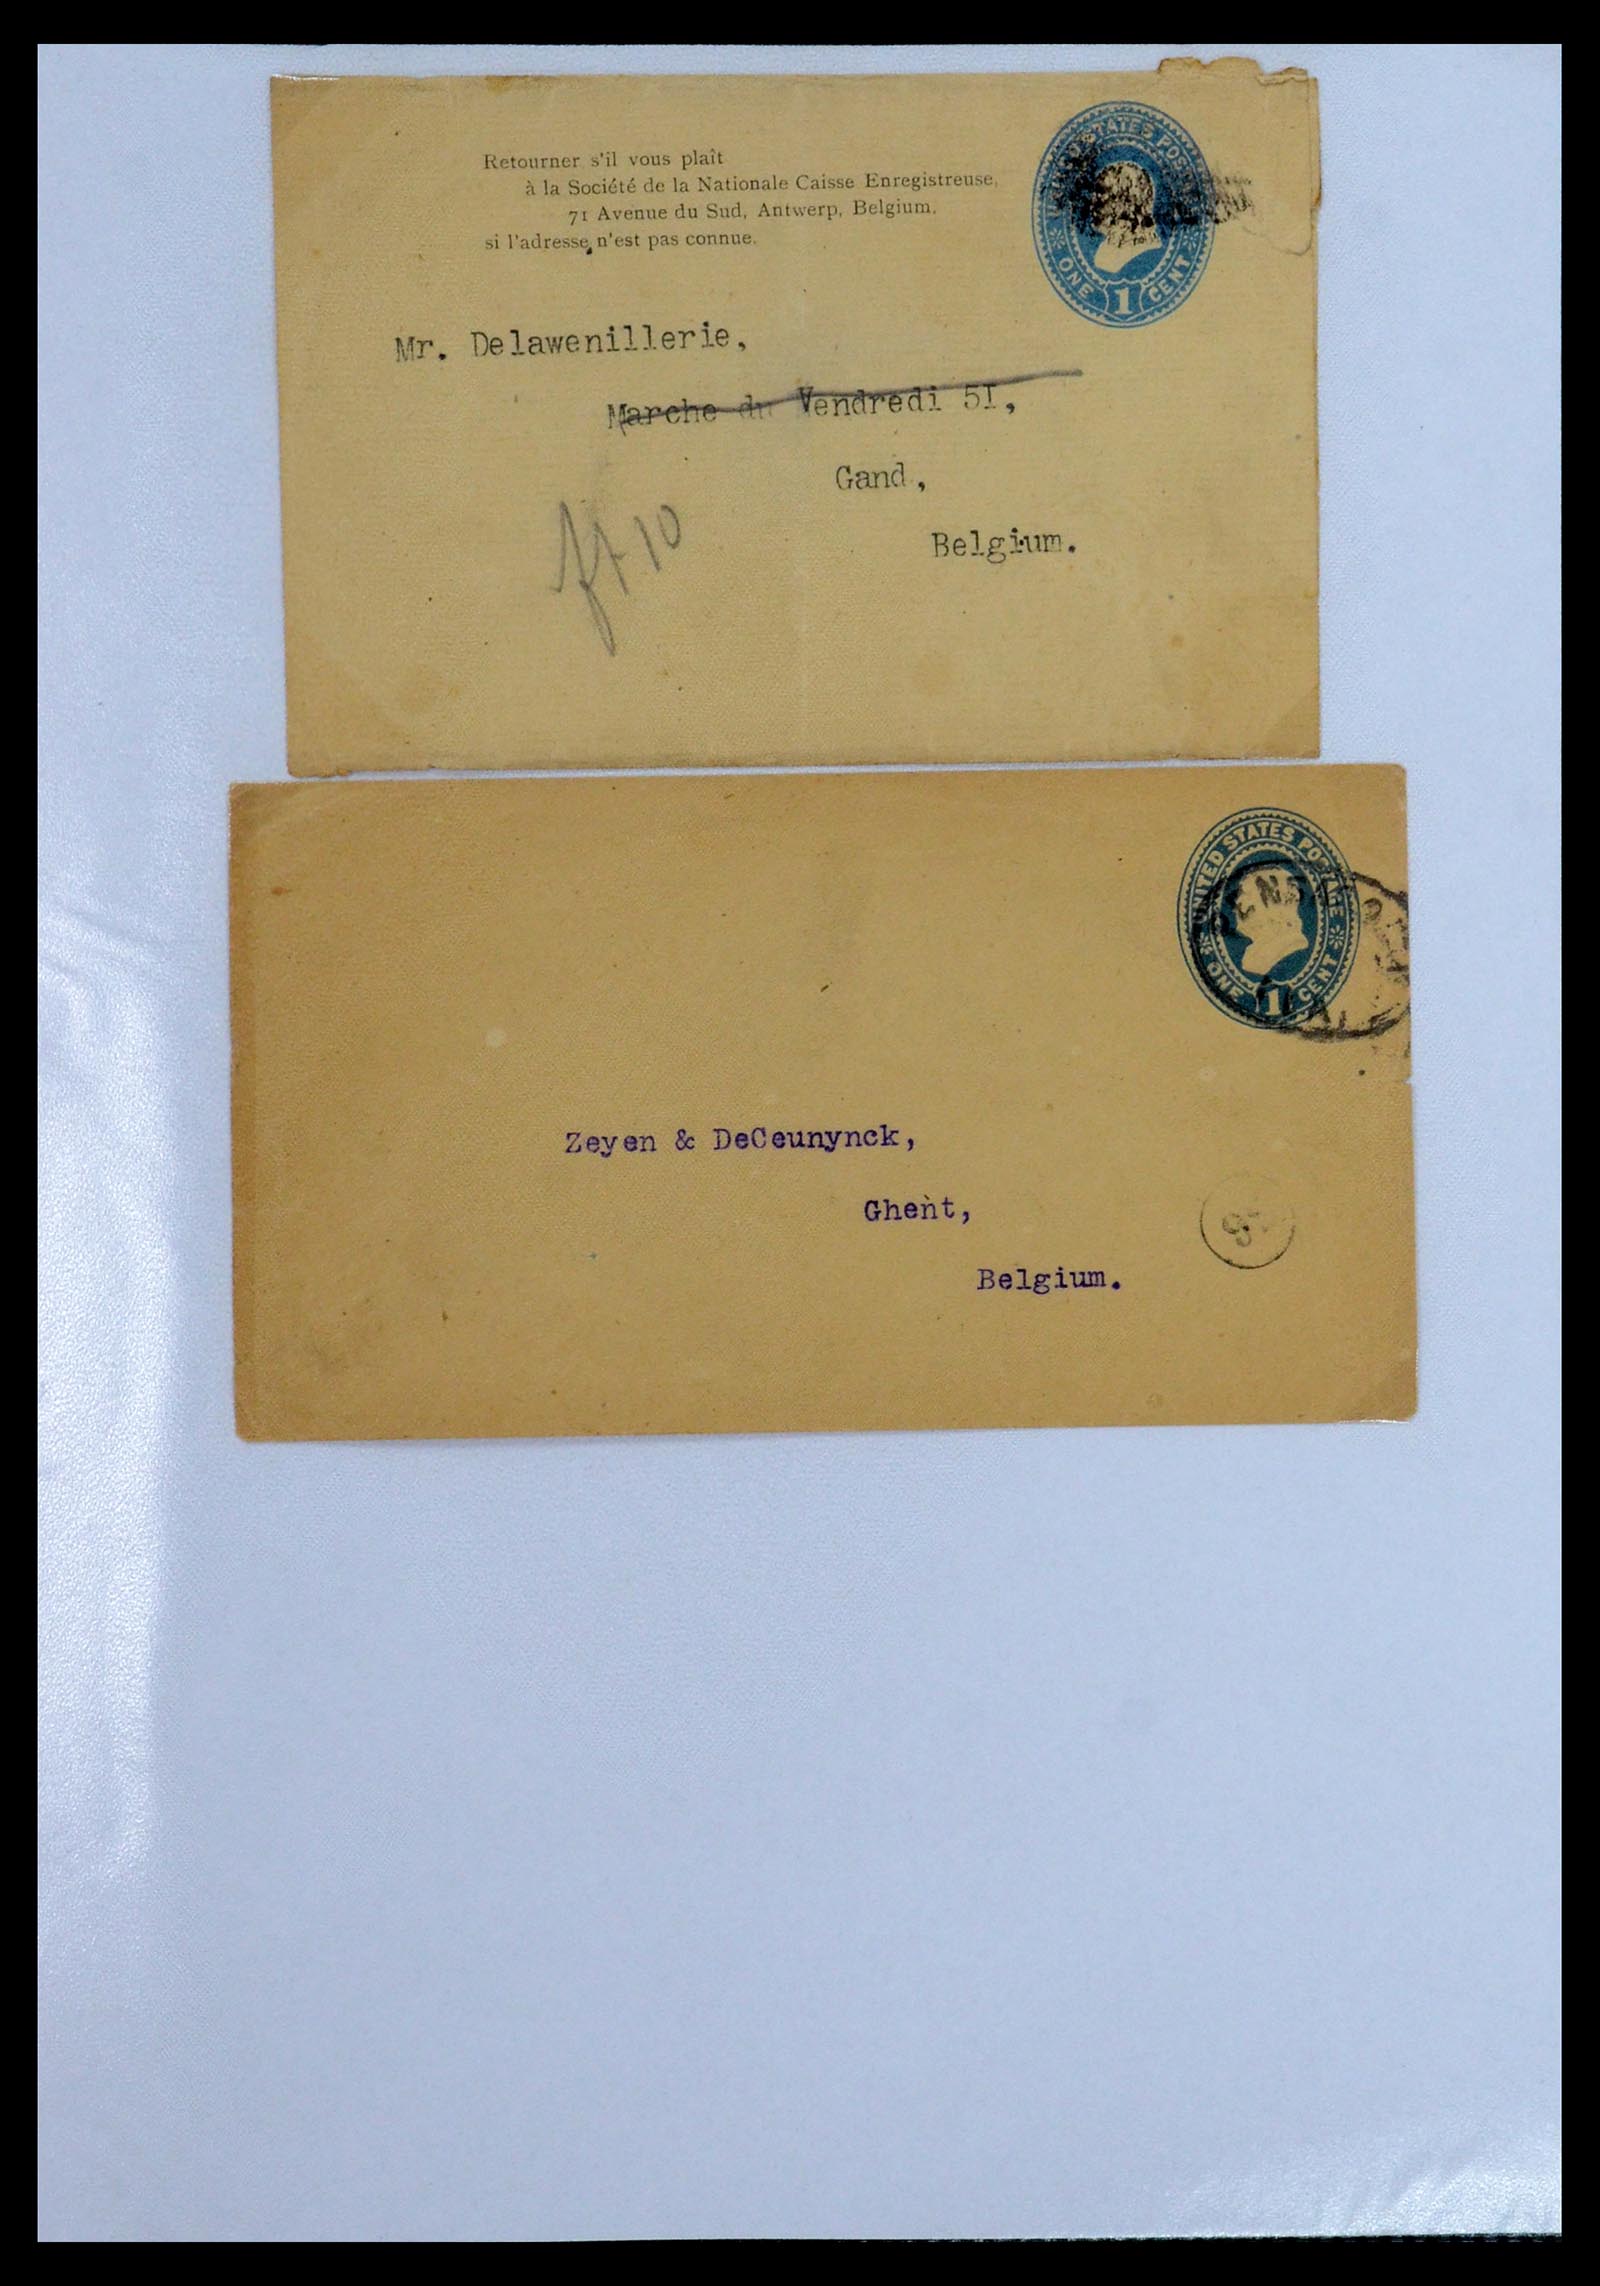 Retourner s'il vous plaît
à la Société de la Nationale Caisse Enregistreuse,
71 Avenue du Sud, Antwerp, Belgium,
si l'adresse n'est pas connue.
UNITED STATES POSTAGE
ONE 1 CENT
Mr. Delawenillerie,
Marche du Vendredi 5I,
Gand,
Belgium.
10
UNITED STATES POSTAGE
ONE 1 CENT
Zeyen & DeCeunynck,
Ghent,
Belgium.